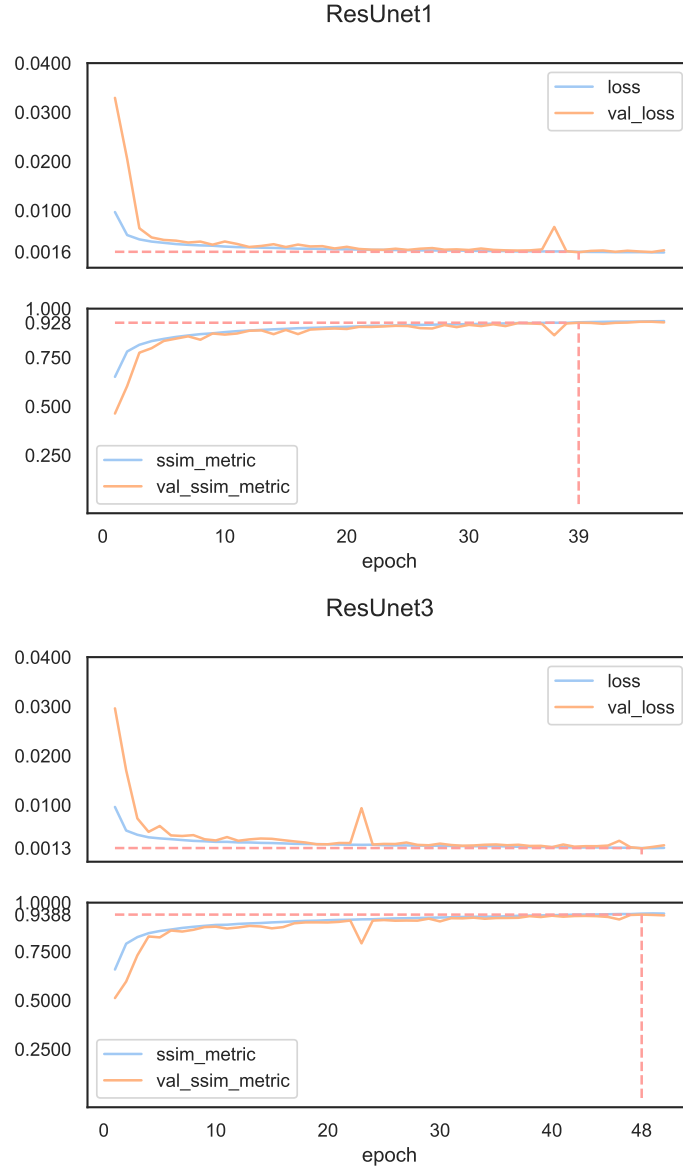 ResUnet1
0.0400
0.0300
0.0200
0.0100
0.0016
loss
val_loss
1.000
0.928
0.750
0.500
0.250
ssim_metric
val_ssim_metric
0 10 20 30 39
epoch
ResUnet3
0.0400
0.0300
0.0200
0.0100
0.0013
loss
val_loss
1.0000
0.9388
0.7500
0.5000
0.2500
ssim_metric
val_ssim_metric
0 10 20 30 40 48
epoch